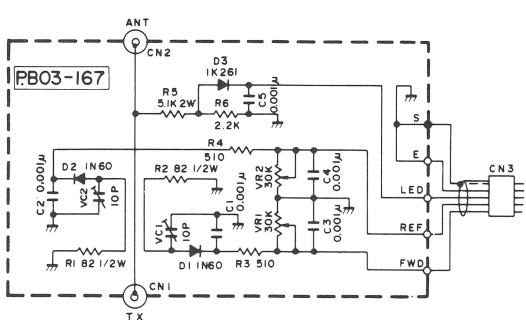 ANT
CN2
PB03-167
D3
1K261
R5
5.1K 2W
R6
2.2K
C5
0.001μ
S
E
CN3
LED
REF
FWD
R4
510
D2 1N60
C2 0.001μ
VC2
10P
R1 82 1/2W
R2 82 1/2W
VC1
10P
C1
0.001μ
D1 1N60
R3 510
VR2
30K
VR1
30K
C4
0.001μ
C3
0.001μ
CN1
TX